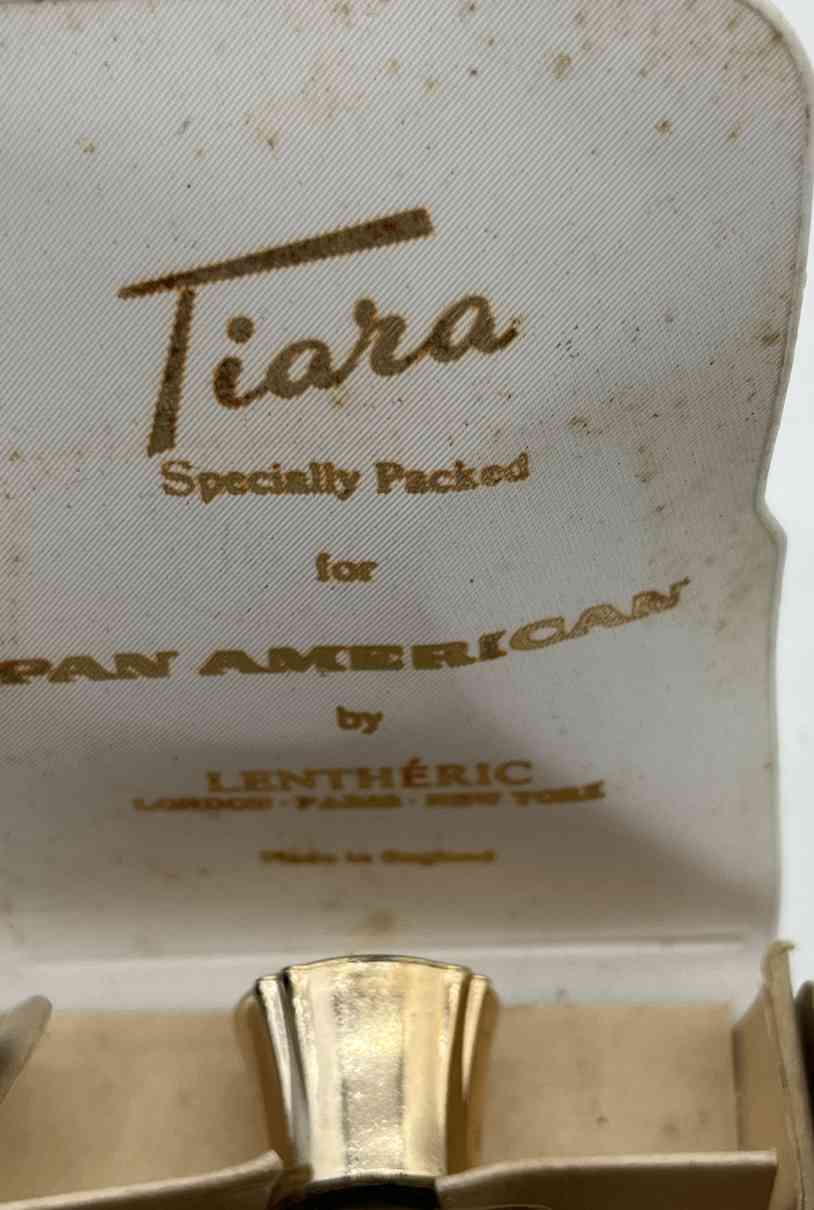 Tiara
Specially Packed
for
PAN AMERICAN
by
LENTHÉRIC
LONDON · PARIS · NEW YORK
Made in England